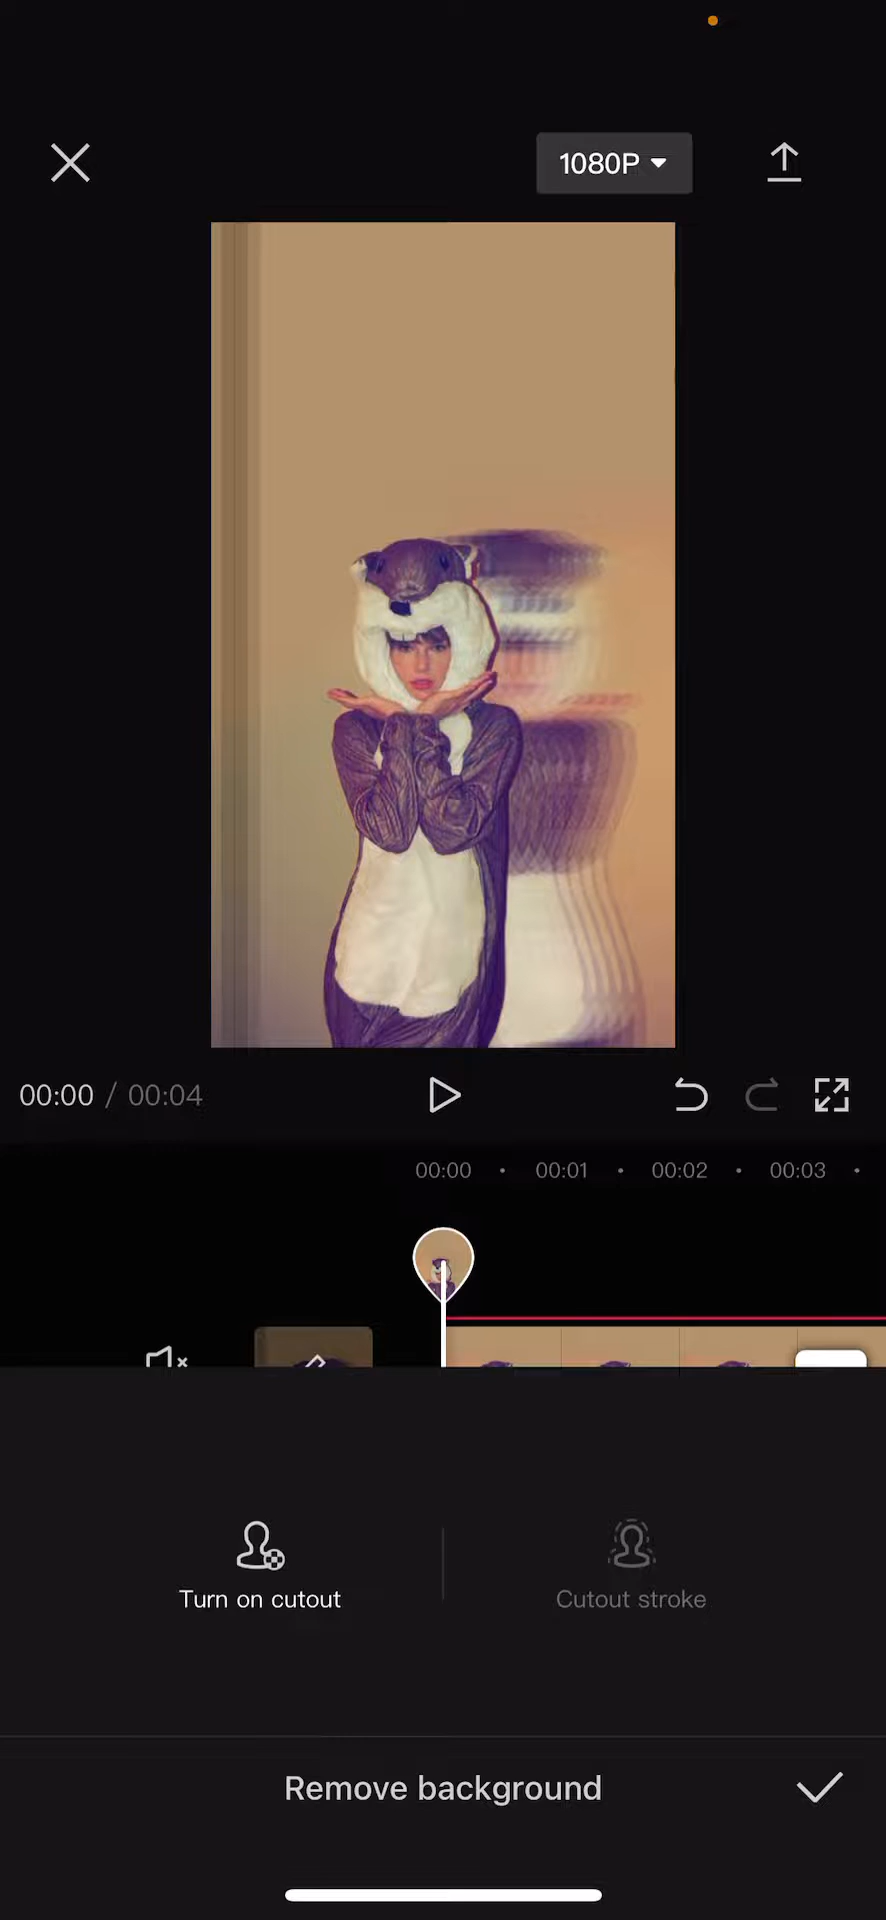 1080P
00:00 / 00:04
00:00 00:01 00:02 00:03
Turn on cutout
Cutout stroke
Remove background